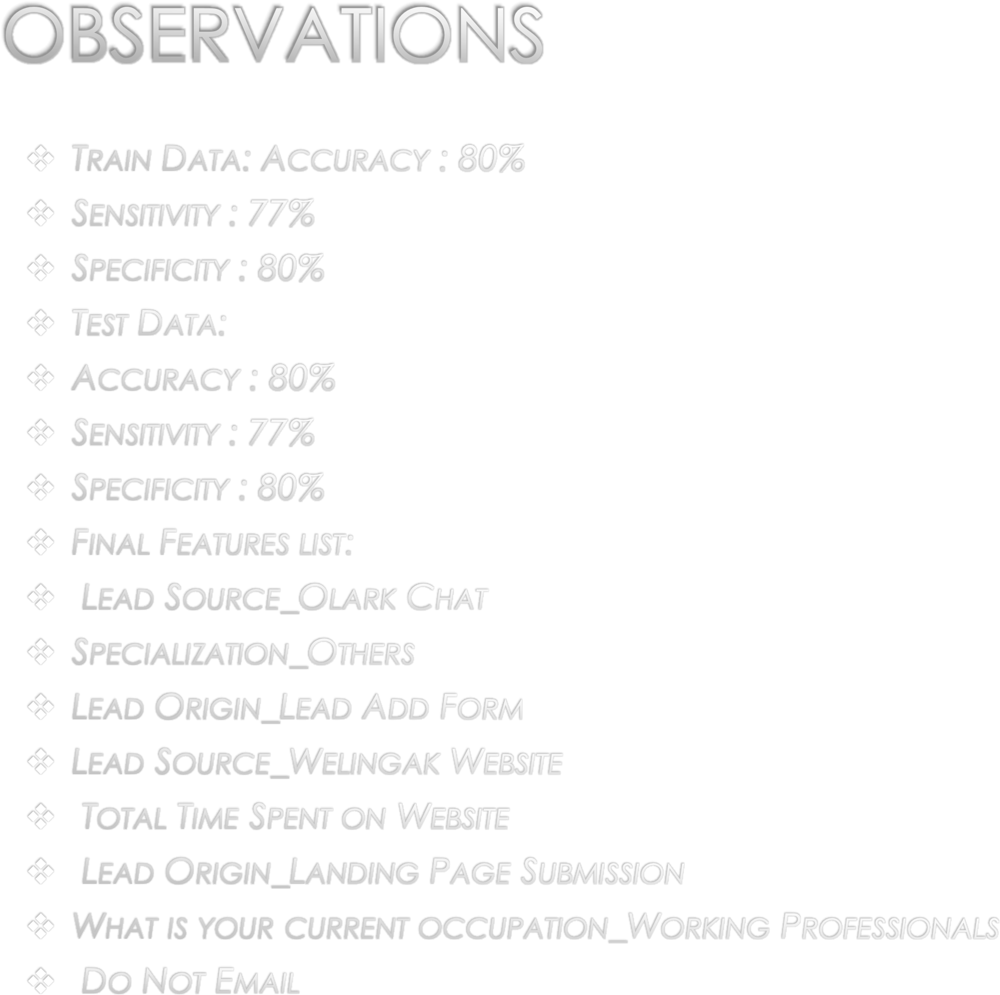 OBSERVATIONS
❖ Train Data: Accuracy : 80%
❖ Sensitivity : 77%
❖ Specificity : 80%
❖ Test Data:
❖ Accuracy : 80%
❖ Sensitivity : 77%
❖ Specificity : 80%
❖ Final Features list:
❖ Lead Source_Olark Chat
❖ Specialization_Others
❖ Lead Origin_Lead Add Form
❖ Lead Source_Welingak Website
❖ Total Time Spent on Website
❖ Lead Origin_Landing Page Submission
❖ What is your current occupation_Working Professionals
❖ Do Not Email